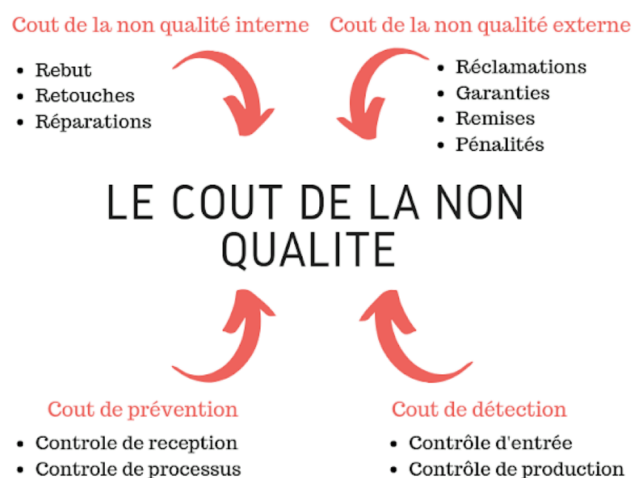 Cout de la non qualité interne
Cout de la non qualité externe
• Rebut
• Retouches
• Réparations
• Réclamations
• Garanties
• Remises
• Pénalités
LE COUT DE LA NON
QUALITE
Cout de prévention
• Controle de reception
• Controle de processus
Cout de détection
• Contrôle d'entrée
• Contrôle de production